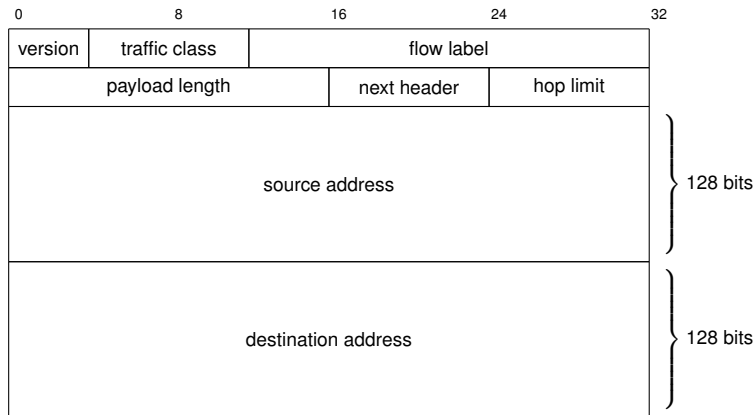 0 8 16 24 32
version traffic class flow label
payload length next header hop limit
source address 128 bits
destination address 128 bits